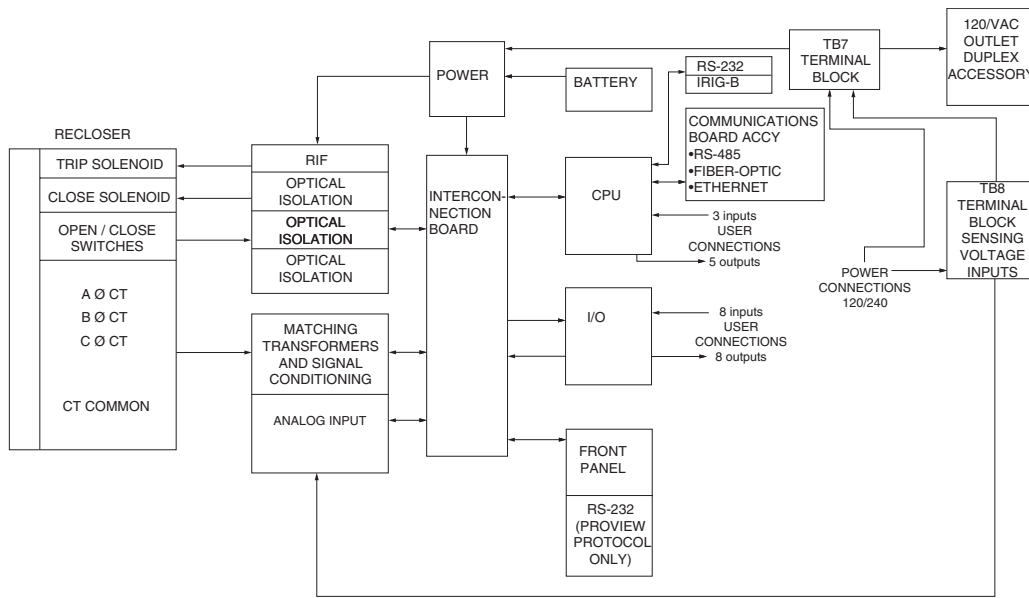 120/VAC
OUTLET
DUPLEX
ACCESSORY
TB7
TERMINAL
BLOCK
POWER
BATTERY
RS-232
IRIG-B
COMMUNICATIONS
BOARD ACCY
•RS-485
•FIBER-OPTIC
•ETHERNET
RECLOSER
TRIP SOLENOID
CLOSE SOLENOID
OPEN / CLOSE
SWITCHES
A Ø CT
B Ø CT
C Ø CT
CT COMMON
RIF
OPTICAL
ISOLATION
OPTICAL
ISOLATION
OPTICAL
ISOLATION
MATCHING
TRANSFORMERS
AND SIGNAL
CONDITIONING
ANALOG INPUT
INTERCON-
NECTION
BOARD
CPU
3 inputs
USER
CONNECTIONS
5 outputs
I/O
8 inputs
USER
CONNECTIONS
8 outputs
FRONT
PANEL
RS-232
(PROVIEW
PROTOCOL
ONLY)
POWER
CONNECTIONS
120/240
TB8
TERMINAL
BLOCK
SENSING
VOLTAGE
INPUTS